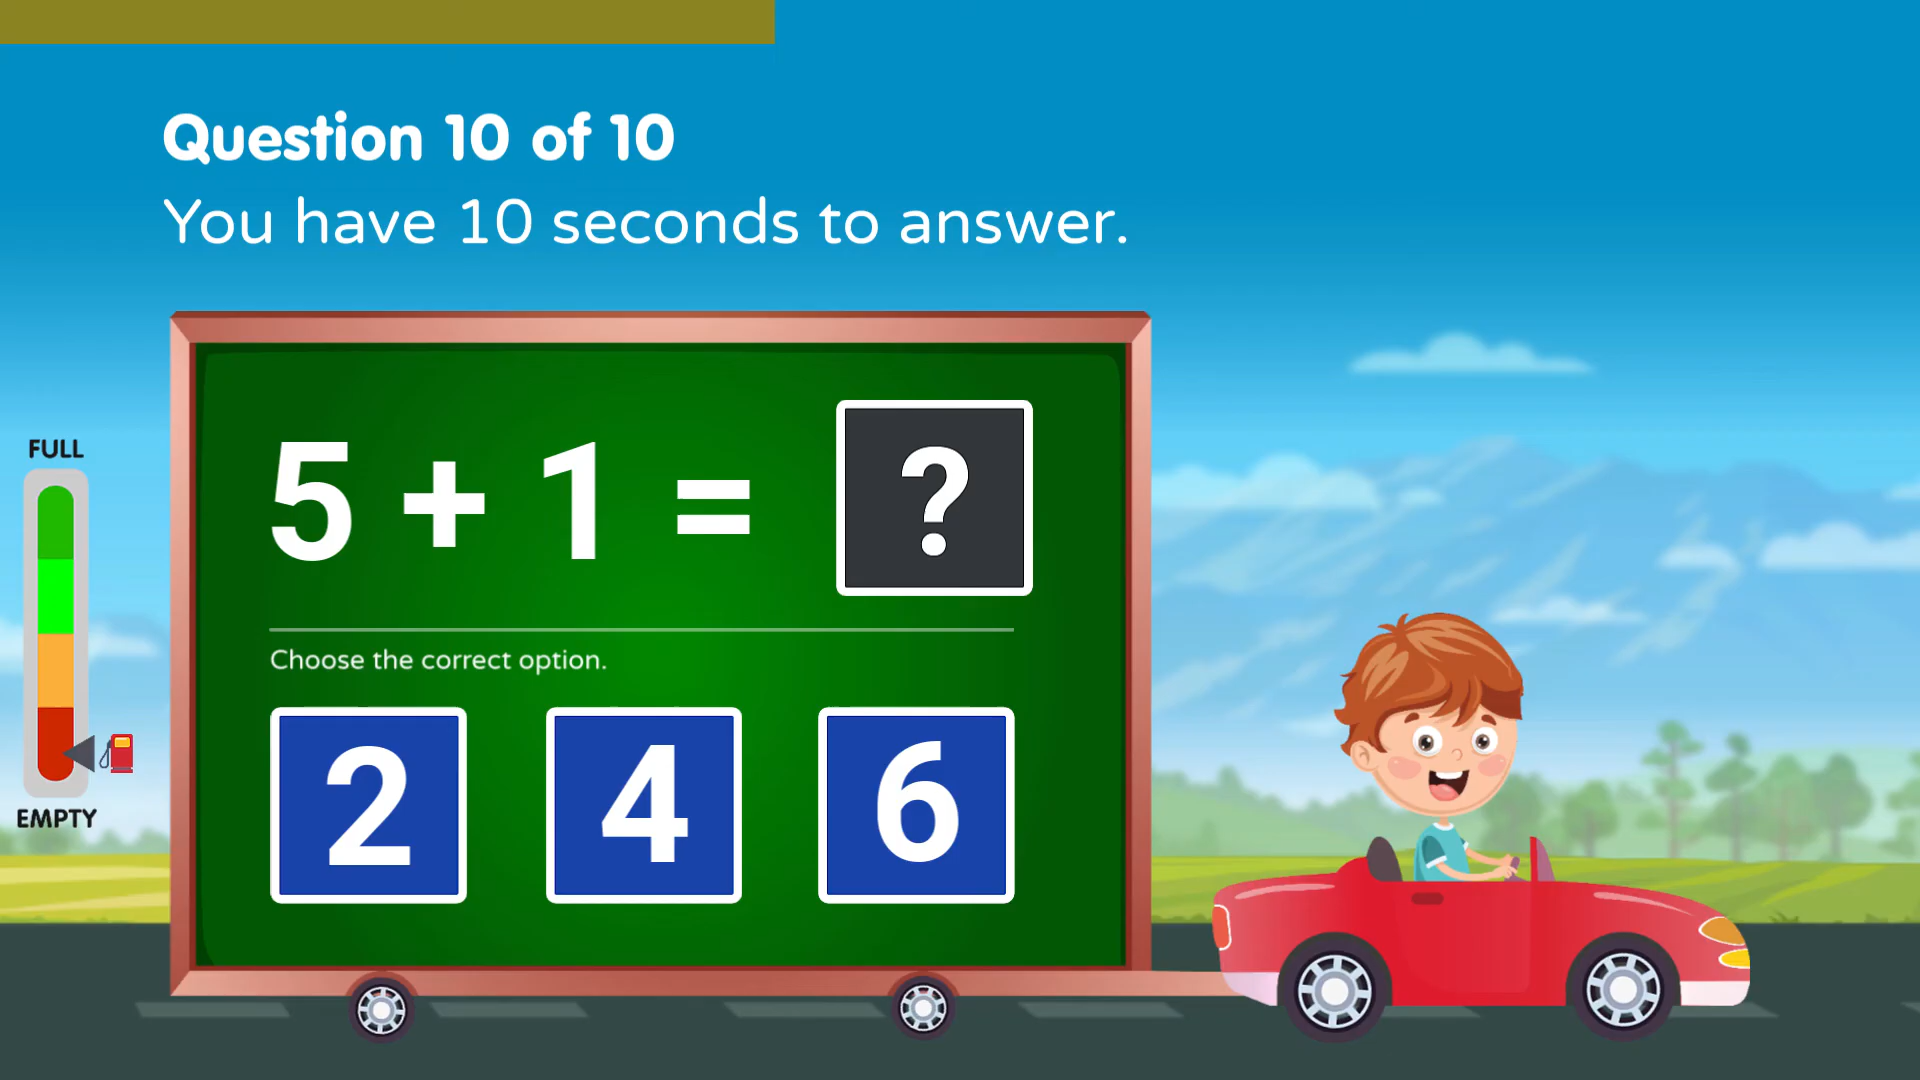 Question 10 of 10
You have 10 seconds to answer.
FULL
5 + 1 = ?
Choose the correct option.
2 4 6
EMPTY